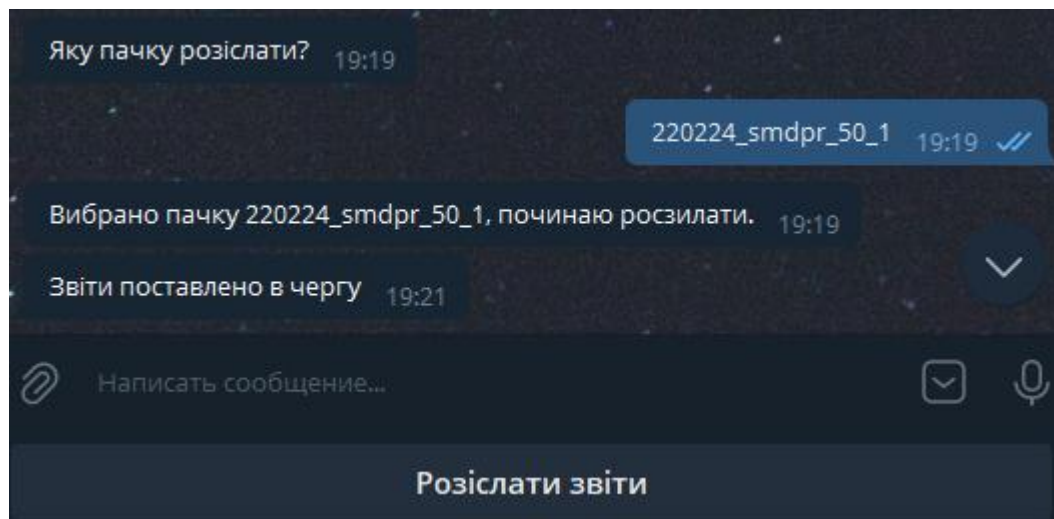 Яку пачку розіслати? 19:19
220224_smdpr_50_1 19:19
Вибрано пачку 220224_smdpr_50_1, починаю росзилати. 19:19
Звіти поставлено в чергу 19:21
Написать сообщение...
Розіслати звіти